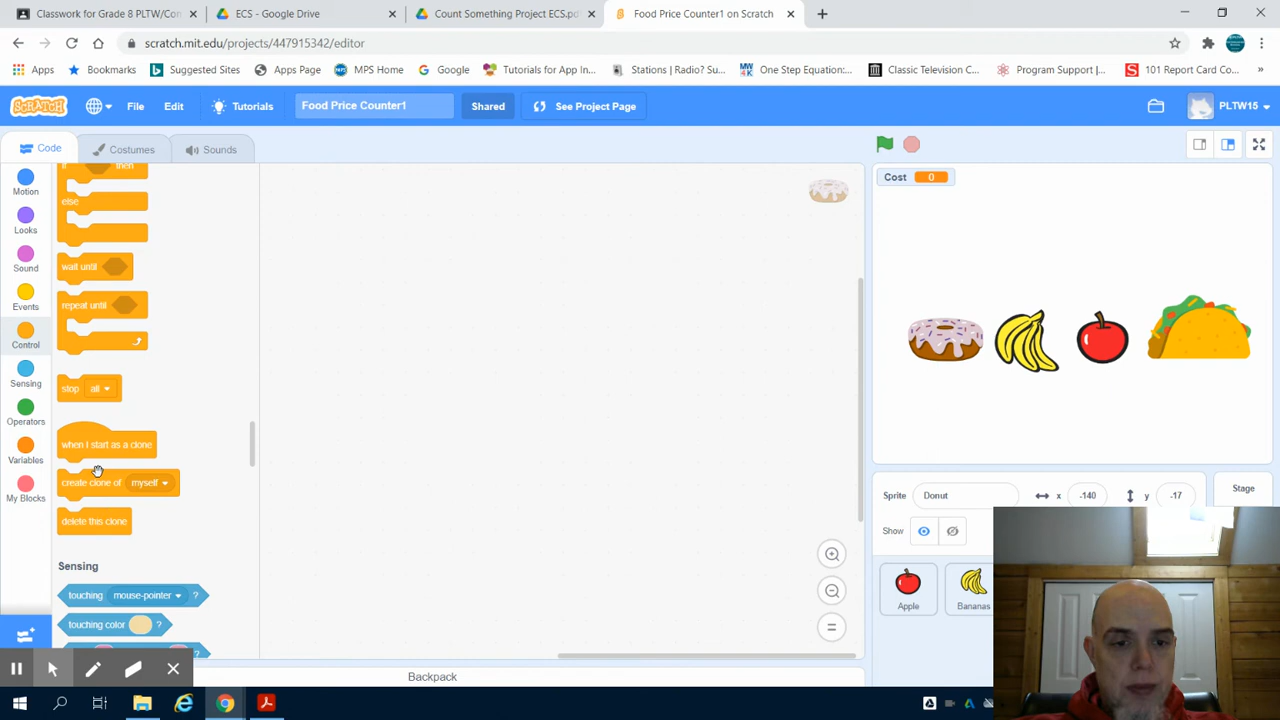 Classwork for Grade 8 PLTW/Con
ECS - Google Drive
Count Something Project ECS.pd
Food Price Counter1 on Scratch
scratch.mit.edu/projects/447915342/editor
Apps
Bookmarks
Suggested Sites
Apps Page
MPS Home
Google
Tutorials for App In...
Stations | Radio? Su...
One Step Equation:...
Classic Television C...
Program Support |...
101 Report Card Co...
SCRATCH
File
Edit
Tutorials
Food Price Counter1
Shared
See Project Page
PLTW15
Code
Costumes
Sounds
Motion
Looks
Sound
Events
Control
Sensing
Operators
Variables
My Blocks
if then
else
wait until
repeat until
stop all
when I start as a clone
create clone of myself
delete this clone
Sensing
touching mouse-pointer ?
touching color ?
Cost 0
Sprite Donut
x -140
y -17
Show
Stage
Apple
Bananas
Backpack